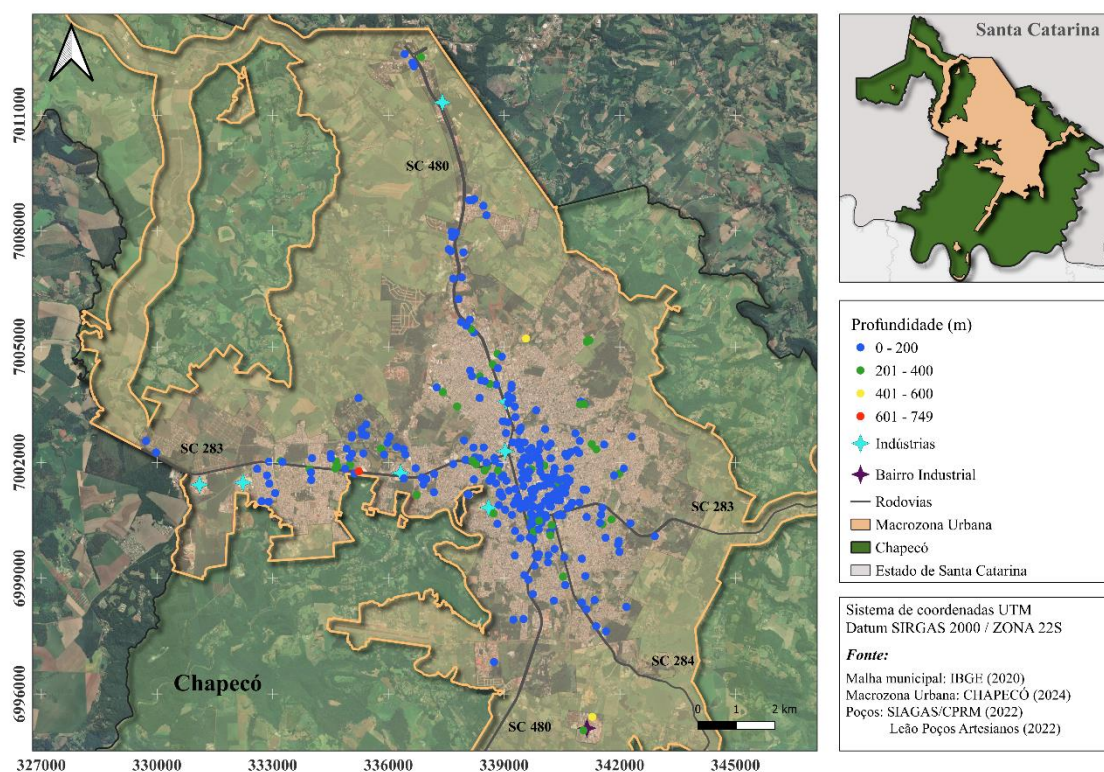 Santa Catarina
7011000
7008000
7005000
7002000
6999000
6996000
SC 480
SC 283
SC 283
SC 284
SC 480
Chapecó
0 1 2 km
327000 330000 333000 336000 339000 342000 345000
Profundidade (m)
0 - 200
201 - 400
401 - 600
601 - 749
Indústrias
Bairro Industrial
Rodovias
Macrozona Urbana
Chapecó
Estado de Santa Catarina
Sistema de coordenadas UTM
Datum SIRGAS 2000 / ZONA 22S
Fonte:
Malha municipal: IBGE (2020)
Macrozona Urbana: CHAPECÓ (2024)
Poços: SIAGAS/CPRM (2022)
Leão Poços Artesianos (2022)